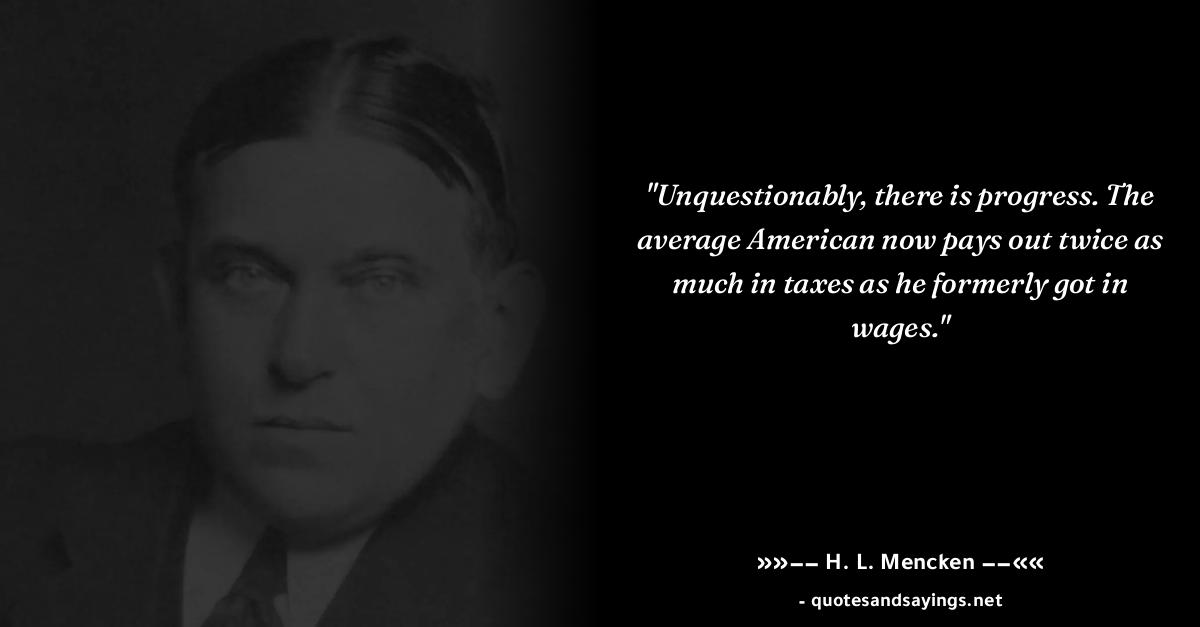 "Unquestionably, there is progress. The
average American now pays out twice as
much in taxes as he formerly got in
wages."
»»–– H. L. Mencken ––««
- quotesandsayings.net